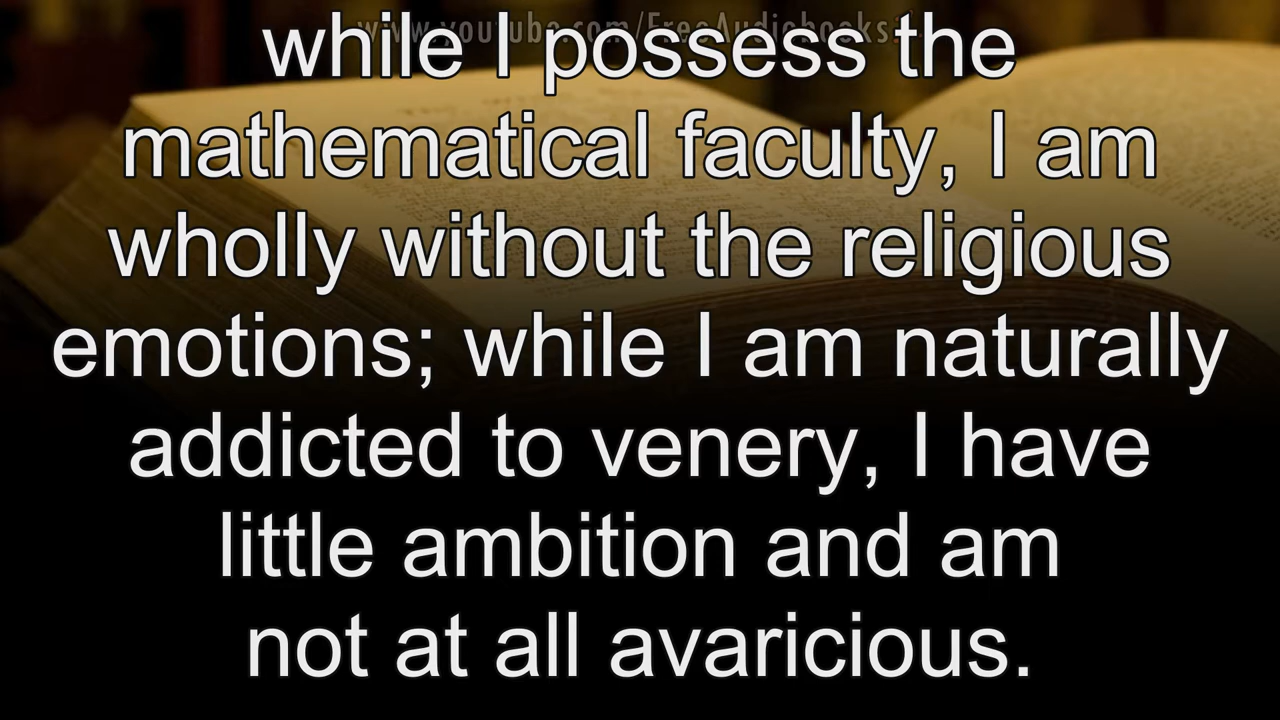 www.youtube.com/FreeAudiobooks
while I possess the
mathematical faculty, I am
wholly without the religious
emotions; while I am naturally
addicted to venery, I have
little ambition and am
not at all avaricious.